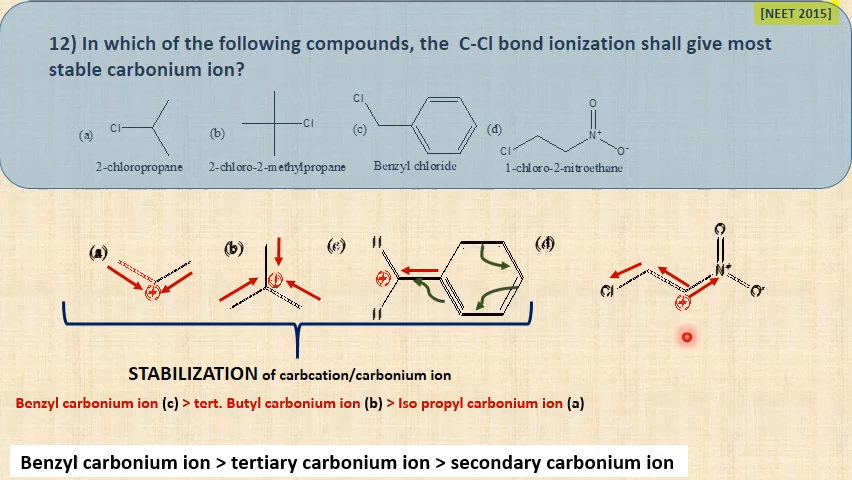 [NEET 2015]
12) In which of the following compounds, the C-Cl bond ionization shall give most
stable carbonium ion?
(a) Cl
(b) Cl
(c) Cl
(d) Cl O N+ O-
2-chloropropane
2-chloro-2-methylpropane
Benzyl chloride
1-chloro-2-nitroethane
(a) +
(b) +
(c) H + H
(d) Cl + O N+ O-
STABILIZATION of carbcation/carbonium ion
Benzyl carbonium ion (c) > tert. Butyl carbonium ion (b) > Iso propyl carbonium ion (a)
Benzyl carbonium ion > tertiary carbonium ion > secondary carbonium ion